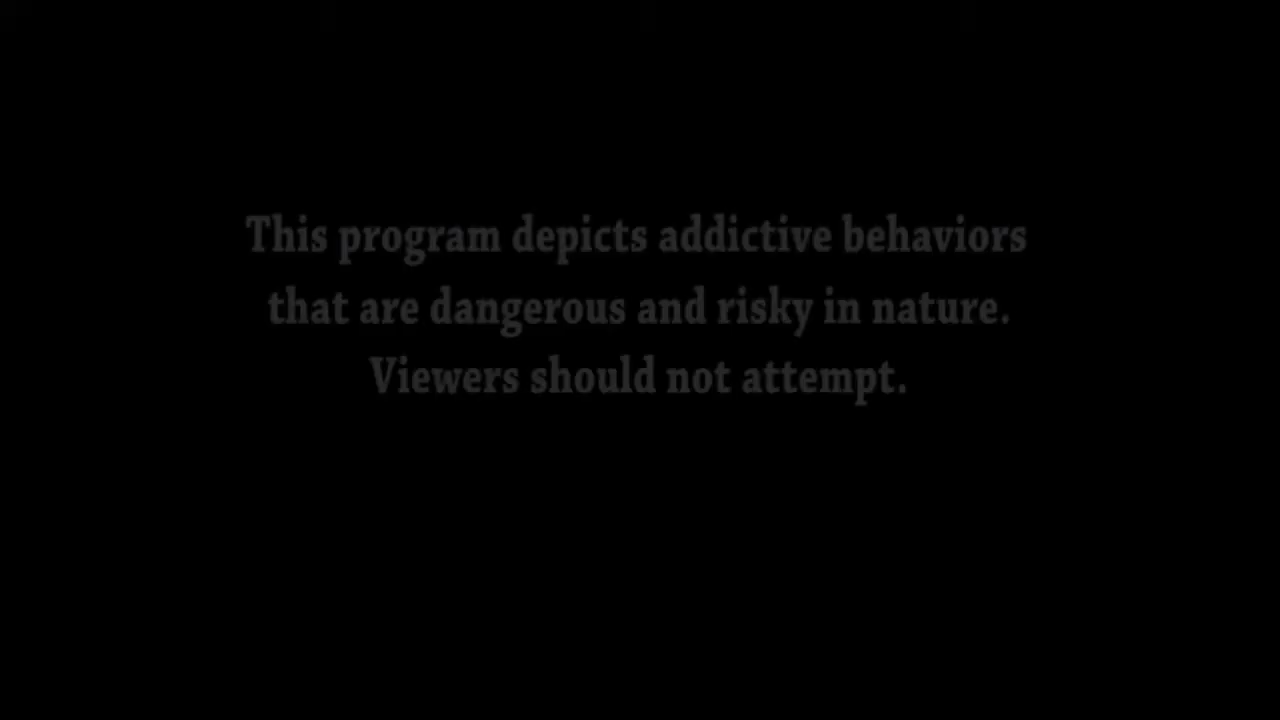 This program depicts addictive behaviors
that are dangerous and risky in nature.
Viewers should not attempt.